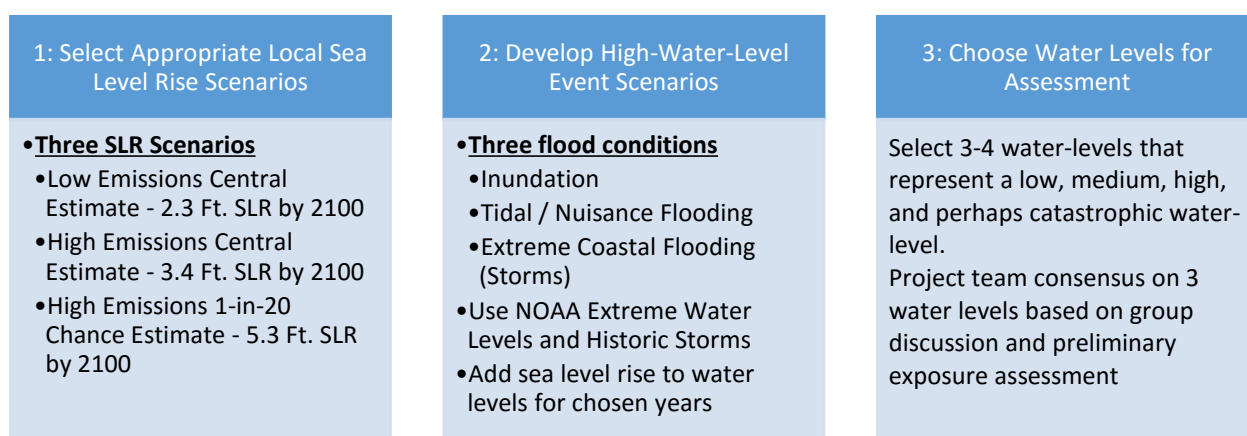 1: Select Appropriate Local Sea
Level Rise Scenarios
•Three SLR Scenarios
•Low Emissions Central
Estimate - 2.3 Ft. SLR by 2100
•High Emissions Central
Estimate - 3.4 Ft. SLR by 2100
•High Emissions 1-in-20
Chance Estimate - 5.3 Ft. SLR
by 2100
2: Develop High-Water-Level
Event Scenarios
•Three flood conditions
•Inundation
•Tidal / Nuisance Flooding
•Extreme Coastal Flooding
(Storms)
•Use NOAA Extreme Water
Levels and Historic Storms
•Add sea level rise to water
levels for chosen years
3: Choose Water Levels for
Assessment
Select 3-4 water-levels that
represent a low, medium, high,
and perhaps catastrophic water-
level.
Project team consensus on 3
water levels based on group
discussion and preliminary
exposure assessment